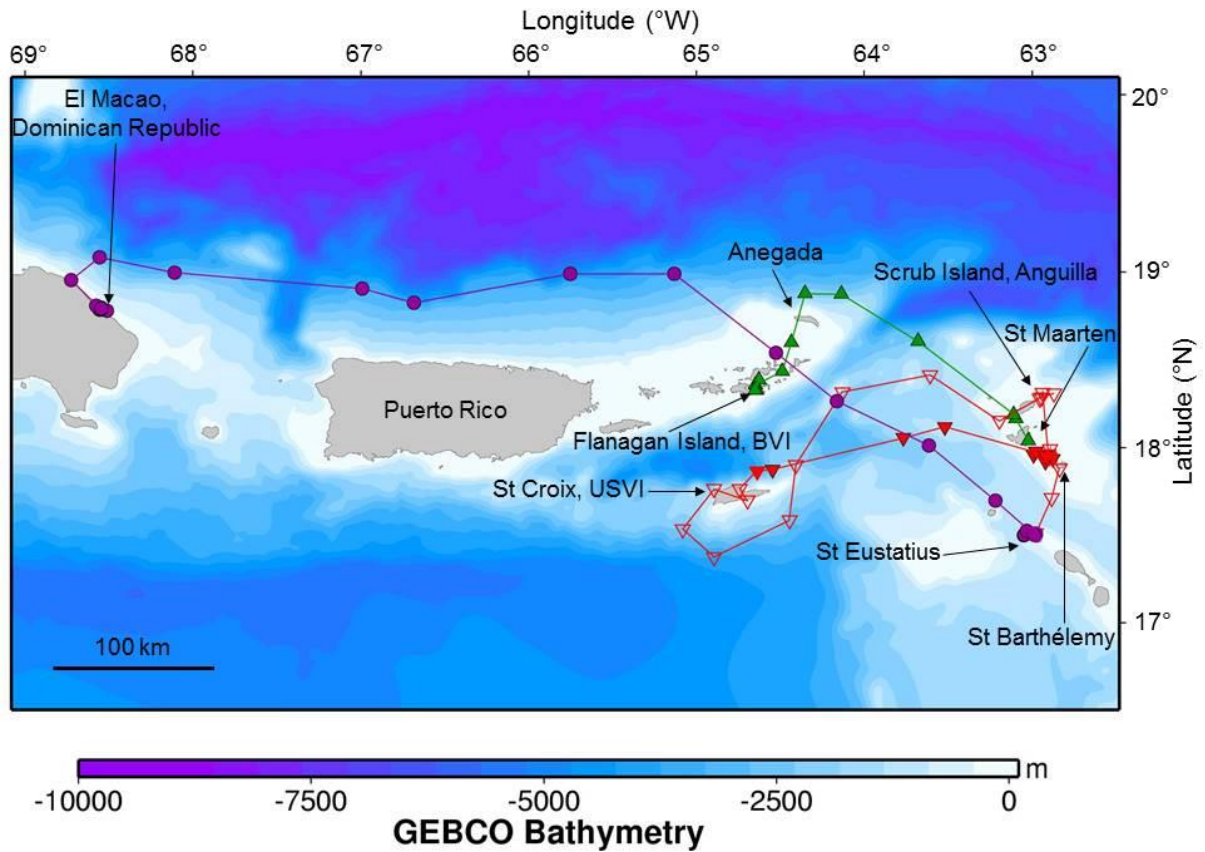 Longitude (°W)
69° 68° 67° 66° 65° 64° 63°
El Macao,
Dominican Republic
20°
Anegada
19°
Scrub Island, Anguilla
St Maarten
Puerto Rico
Flanagan Island, BVI
18°
Latitude (°N)
St Croix, USVI
St Eustatius
17°
St Barthélemy
100 km
m
-10000 -7500 -5000 -2500 0
GEBCO Bathymetry